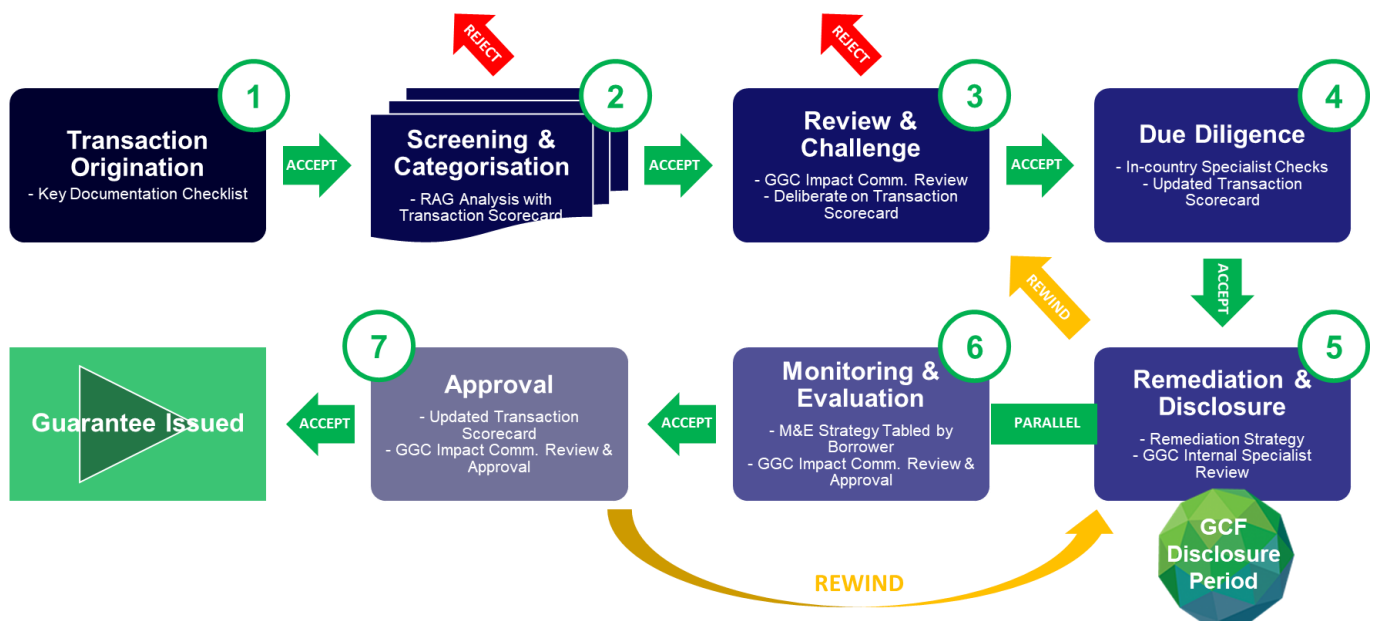 REJECT
REJECT
1
Transaction
Origination
- Key Documentation Checklist
ACCEPT
2
Screening &
Categorisation
- RAG Analysis with
Transaction Scorecard
ACCEPT
3
Review &
Challenge
- GGC Impact Comm. Review
- Deliberate on Transaction
Scorecard
ACCEPT
4
Due Diligence
- In-country Specialist Checks
- Updated Transaction
Scorecard
ACCEPT
REWIND
5
Remediation &
Disclosure
- Remediation Strategy
- GGC Internal Specialist
Review
GCF
Disclosure
Period
PARALLEL
6
Monitoring &
Evaluation
- M&E Strategy Tabled by
Borrower
- GGC Impact Comm. Review &
Approval
ACCEPT
7
Approval
- Updated Transaction
Scorecard
- GGC Impact Comm. Review &
Approval
ACCEPT
Guarantee Issued
REWIND